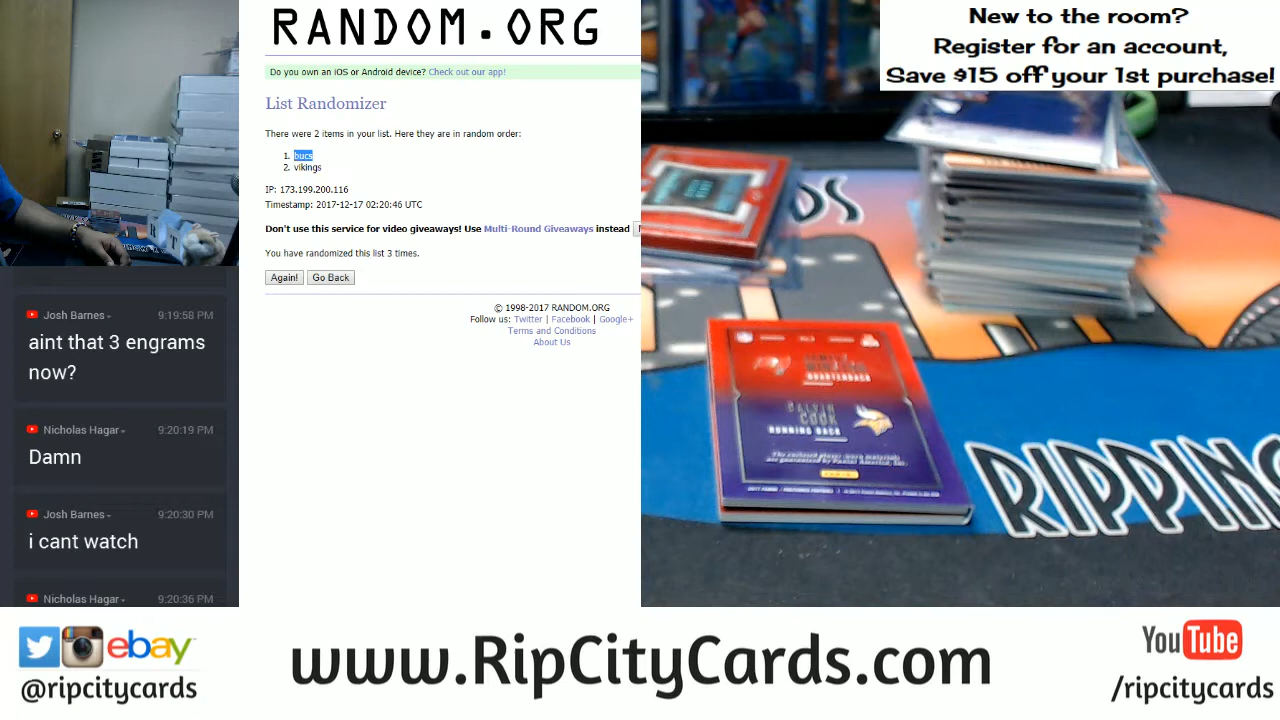 RANDOM.ORG
Do you own an iOS or Android device? Check out our app!
List Randomizer
There were 2 items in your list. Here they are in random order:
1. bucs
2. vikings
IP: 173.199.200.116
Timestamp: 2017-12-17 02:20:46 UTC
Don't use this service for video giveaways! Use Multi-Round Giveaways instead
You have randomized this list 3 times.
Again! Go Back
© 1998-2017 RANDOM.ORG
Follow us: Twitter | Facebook | Google+
Terms and Conditions
About Us
New to the room?
Register for an account,
Save $15 off your 1st purchase!
Josh Barnes 9:19:58 PM
aint that 3 engrams
now?
Nicholas Hagar 9:20:19 PM
Damn
Josh Barnes 9:20:30 PM
i cant watch
Nicholas Hagar 9:20:36 PM
QUARTERBACK
COOK
RUNNING BACK
RIPPING
ebay
@ripcitycards
www.RipCityCards.com
YouTube
/ripcitycards